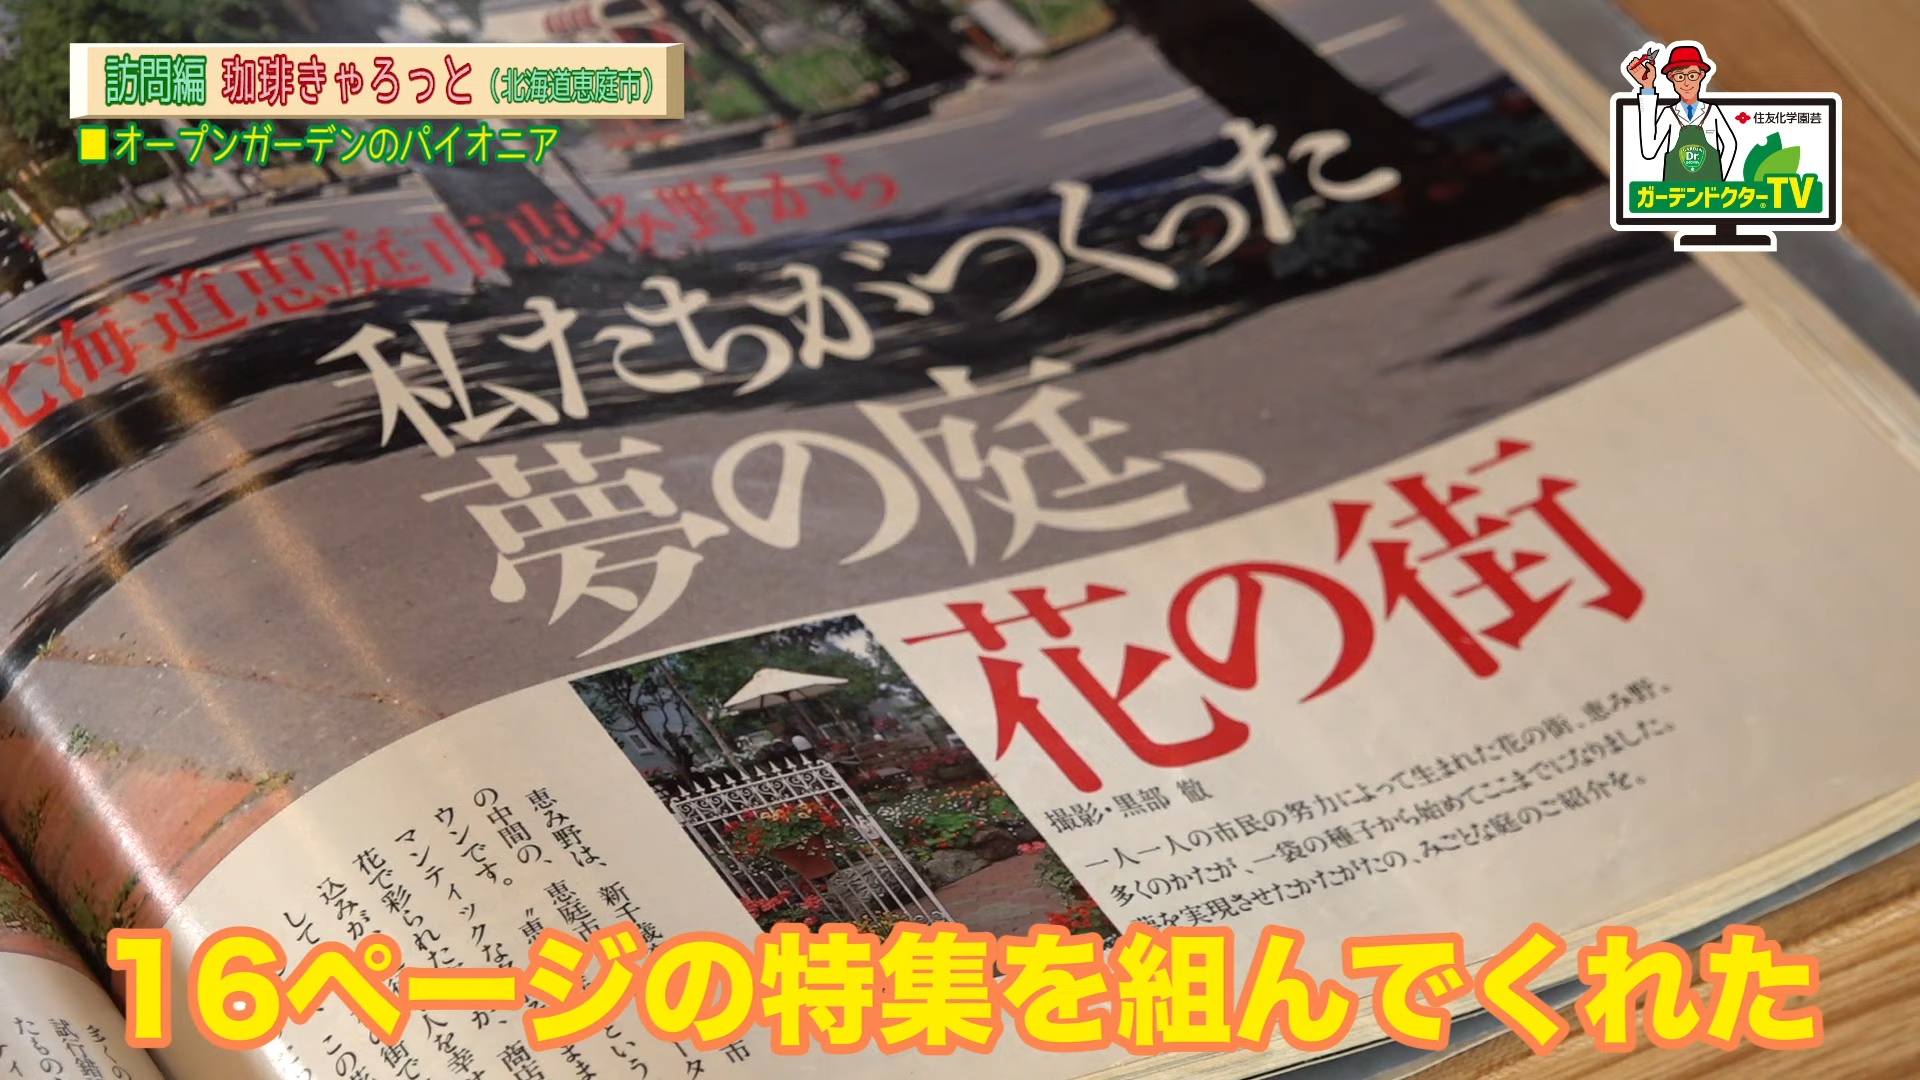 訪問編 珈琲きゃろっと（北海道恵庭市）
■オープンガーデンのパイオニア
住友化学園芸
GARDEN
Dr.
ガーデンドクターTV
北海道恵庭市恵み野から
私たちがつくった
夢の庭、
花の街
撮影・黒部 徹
一人一人の市民の努力によって生まれた花の街、恵み野。
多くのかたが、一袋の種子から始めてここまでになりました。
夢を実現させたかたがたの、みごとな庭のご紹介を。
恵み野は、新千歳
の中間の、恵庭市
ウンです。〝恵
マンティックな
花で彩られた
込みが、
して
16ページの特集を組んでくれた